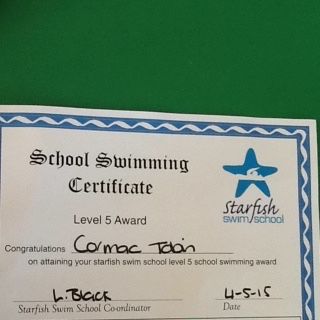 School Swimming
Certificate
Starfish
swim school
Level 5 Award
Congratulations Cormac Tobin
on attaining your starfish swim school level 5 school swimming award
L. Black 4-5-15
Starfish Swim School Co-ordinator Date